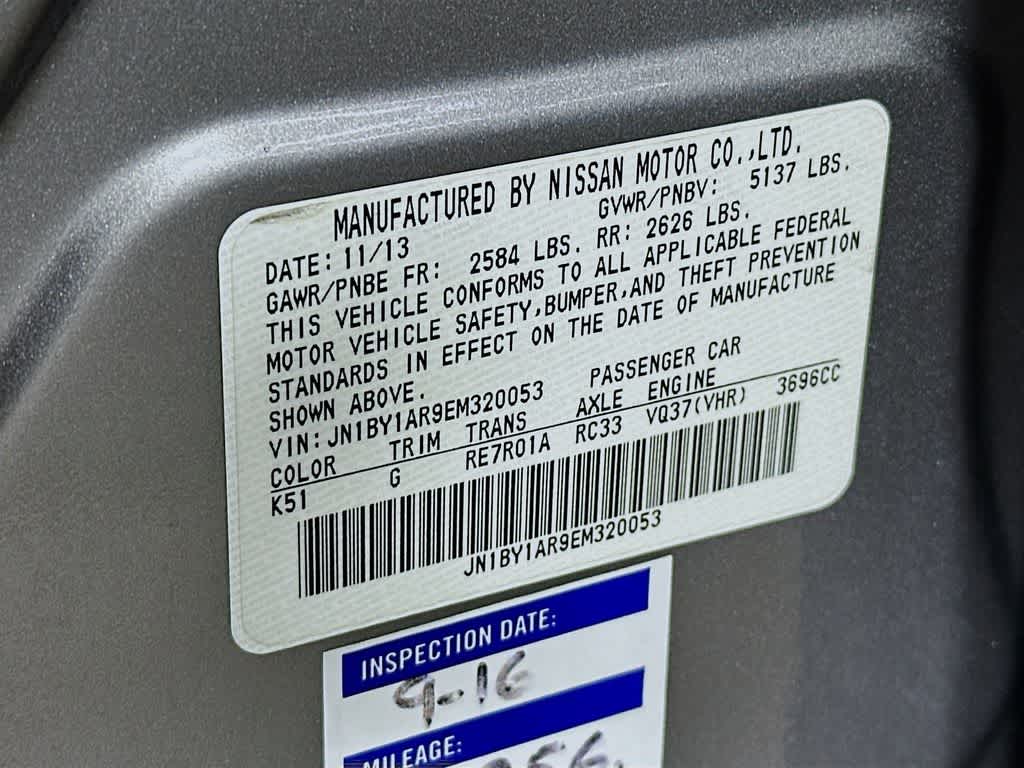 MANUFACTURED BY NISSAN MOTOR CO.,LTD.
DATE: 11/13 GVWR/PNBV: 5137 LBS.
GAWR/PNBE FR: 2584 LBS. RR: 2626 LBS.
THIS VEHICLE CONFORMS TO ALL APPLICABLE FEDERAL
MOTOR VEHICLE SAFETY,BUMPER,AND THEFT PREVENTION
STANDARDS IN EFFECT ON THE DATE OF MANUFACTURE
SHOWN ABOVE.
VIN: JN1BY1AR9EM320053 PASSENGER CAR
COLOR TRIM TRANS AXLE ENGINE
K51 G RE7R01A RC33 VQ37(VHR) 3696CC
JN1BY1AR9EM320053
INSPECTION DATE:
9-16
MILEAGE: